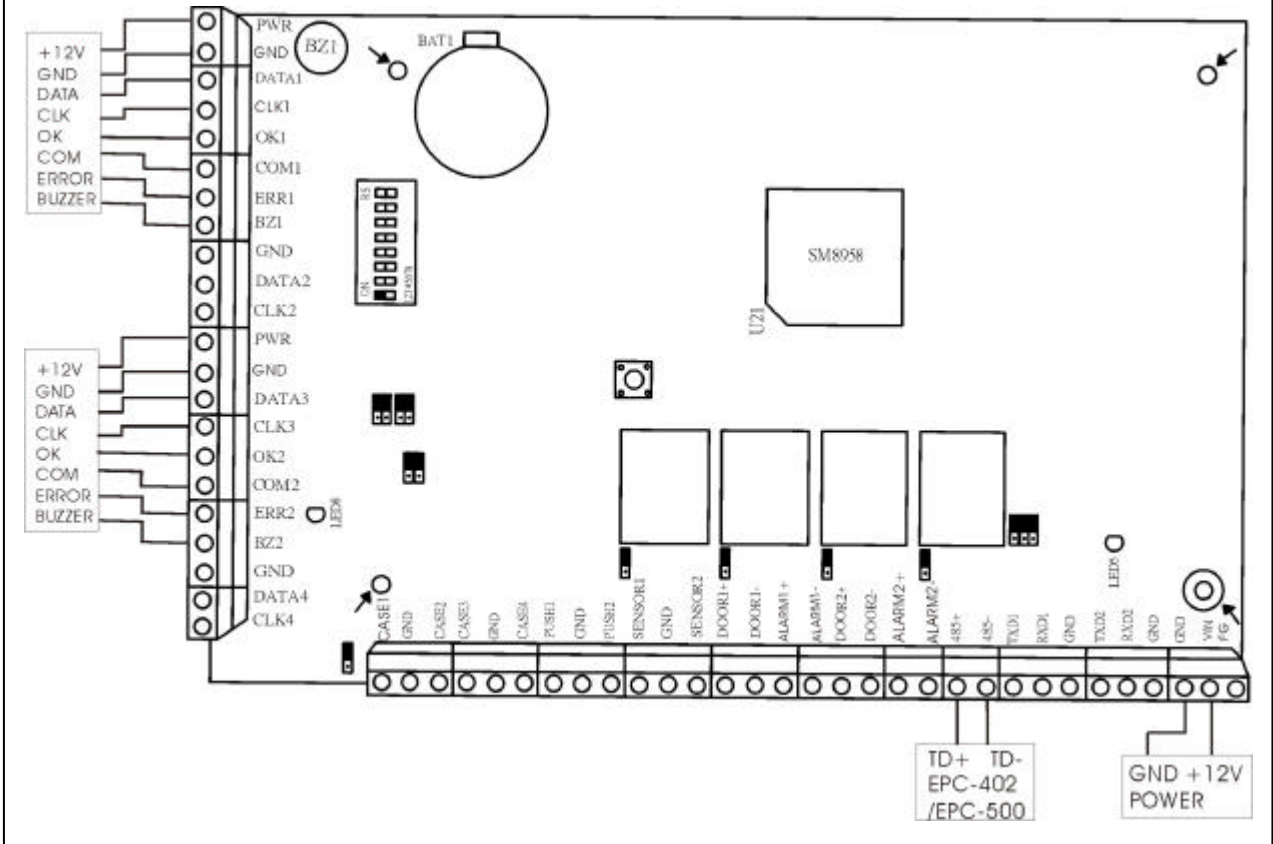 +12V
GND
DATA
CLK
OK
COM
ERROR
BUZZER
PWR
GND
DATA1
CLK1
OK1
COM1
ERR1
BZ1
GND
DATA2
CLK2
PWR
GND
DATA3
CLK3
OK2
COM2
ERR2
BZ2
GND
DATA4
CLK4
+12V
GND
DATA
CLK
OK
COM
ERROR
BUZZER
BZ1
BAT1
RS
ON
12345678
SM8958
U21
LED8
LED5
CASE1
GND
CASE2
CASE3
GND
CASE4
PUSH1
GND
PUSH2
SENSOR1
GND
SENSOR2
DOOR1+
DOOR1-
ALARM1+
ALARM1-
DOOR2+
DOOR2-
ALARM2+
ALARM2-
485+
485-
TXD1
RXD1
GND
TXD2
RXD2
GND
GND
VIN
FG
TD+ TD-
EPC-402
/EPC-500
GND +12V
POWER